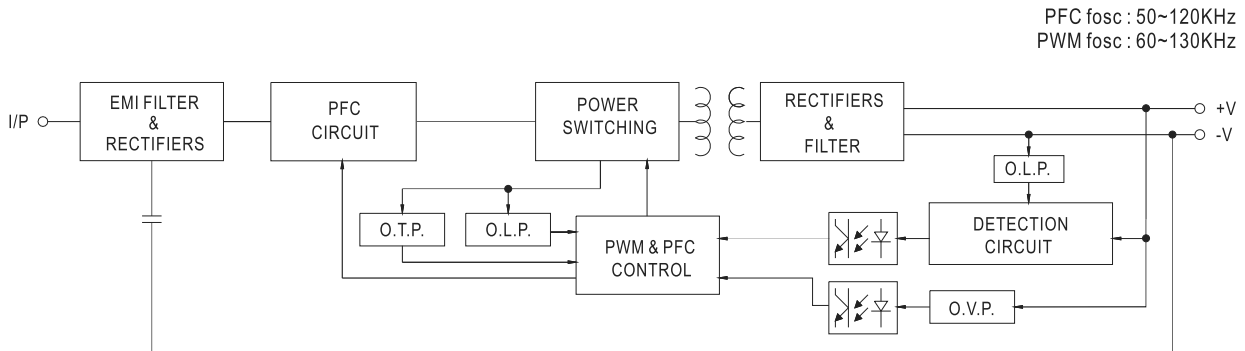 PFC fosc : 50~120KHz
PWM fosc : 60~130KHz
EMI FILTER
&
RECTIFIERS
PFC
CIRCUIT
POWER
SWITCHING
RECTIFIERS
&
FILTER
I/P
+V
-V
O.L.P.
O.T.P.
O.L.P.
PWM & PFC
CONTROL
DETECTION
CIRCUIT
O.V.P.